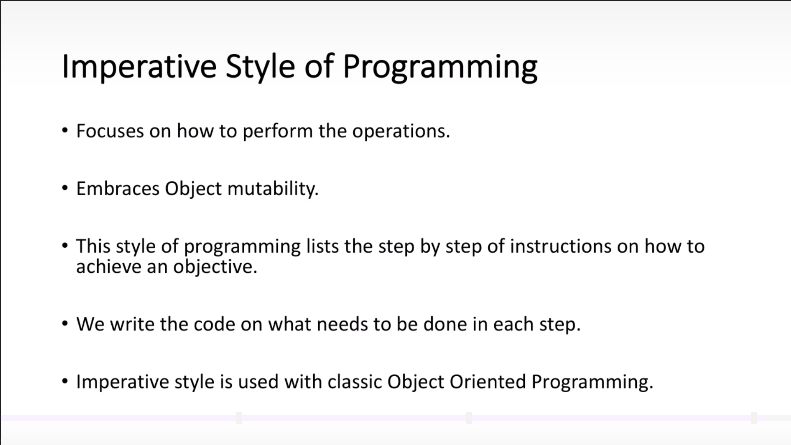 Imperative Style of Programming
• Focuses on how to perform the operations.
• Embraces Object mutability.
• This style of programming lists the step by step of instructions on how to
achieve an objective.
• We write the code on what needs to be done in each step.
• Imperative style is used with classic Object Oriented Programming.